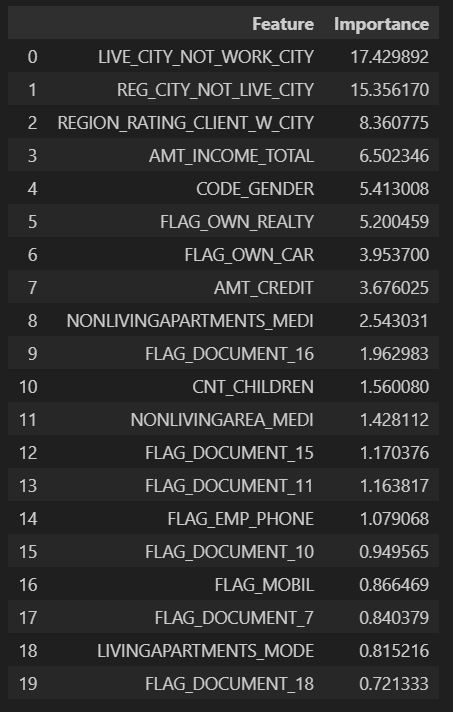 Feature Importance
0 LIVE_CITY_NOT_WORK_CITY 17.429892
1 REG_CITY_NOT_LIVE_CITY 15.356170
2 REGION_RATING_CLIENT_W_CITY 8.360775
3 AMT_INCOME_TOTAL 6.502346
4 CODE_GENDER 5.413008
5 FLAG_OWN_REALTY 5.200459
6 FLAG_OWN_CAR 3.953700
7 AMT_CREDIT 3.676025
8 NONLIVINGAPARTMENTS_MEDI 2.543031
9 FLAG_DOCUMENT_16 1.962983
10 CNT_CHILDREN 1.560080
11 NONLIVINGAREA_MEDI 1.428112
12 FLAG_DOCUMENT_15 1.170376
13 FLAG_DOCUMENT_11 1.163817
14 FLAG_EMP_PHONE 1.079068
15 FLAG_DOCUMENT_10 0.949565
16 FLAG_MOBIL 0.866469
17 FLAG_DOCUMENT_7 0.840379
18 LIVINGAPARTMENTS_MODE 0.815216
19 FLAG_DOCUMENT_18 0.721333